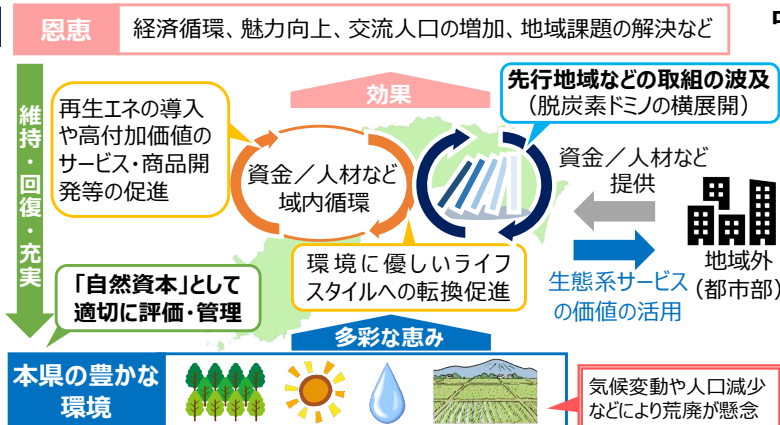 恩恵
経済循環、魅力向上、交流人口の増加、地域課題の解決など
維持・回復・充実
再生エネの導入
や高付加価値の
サービス・商品開
発等の促進
効果
先行地域などの取組の波及
（脱炭素ドミノの横展開）
資金／人材など
域内循環
資金／人材など
提供
環境に優しいライフ
スタイルへの転換促進
生態系サービス
の価値の活用
地域外
（都市部）
「自然資本」として
適切に評価・管理
多彩な恵み
本県の豊かな
環境
気候変動や人口減少
などにより荒廃が懸念